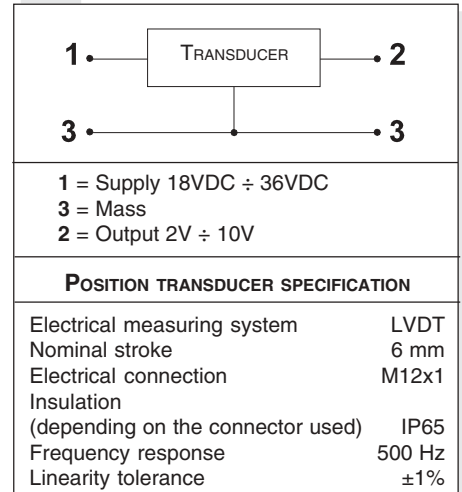 TRANSDUCER
1 2
3 3
1 = Supply 18VDC ÷ 36VDC
3 = Mass
2 = Output 2V ÷ 10V
POSITION TRANSDUCER SPECIFICATION
Electrical measuring system LVDT
Nominal stroke 6 mm
Electrical connection M12x1
Insulation
(depending on the connector used) IP65
Frequency response 500 Hz
Linearity tolerance ±1%